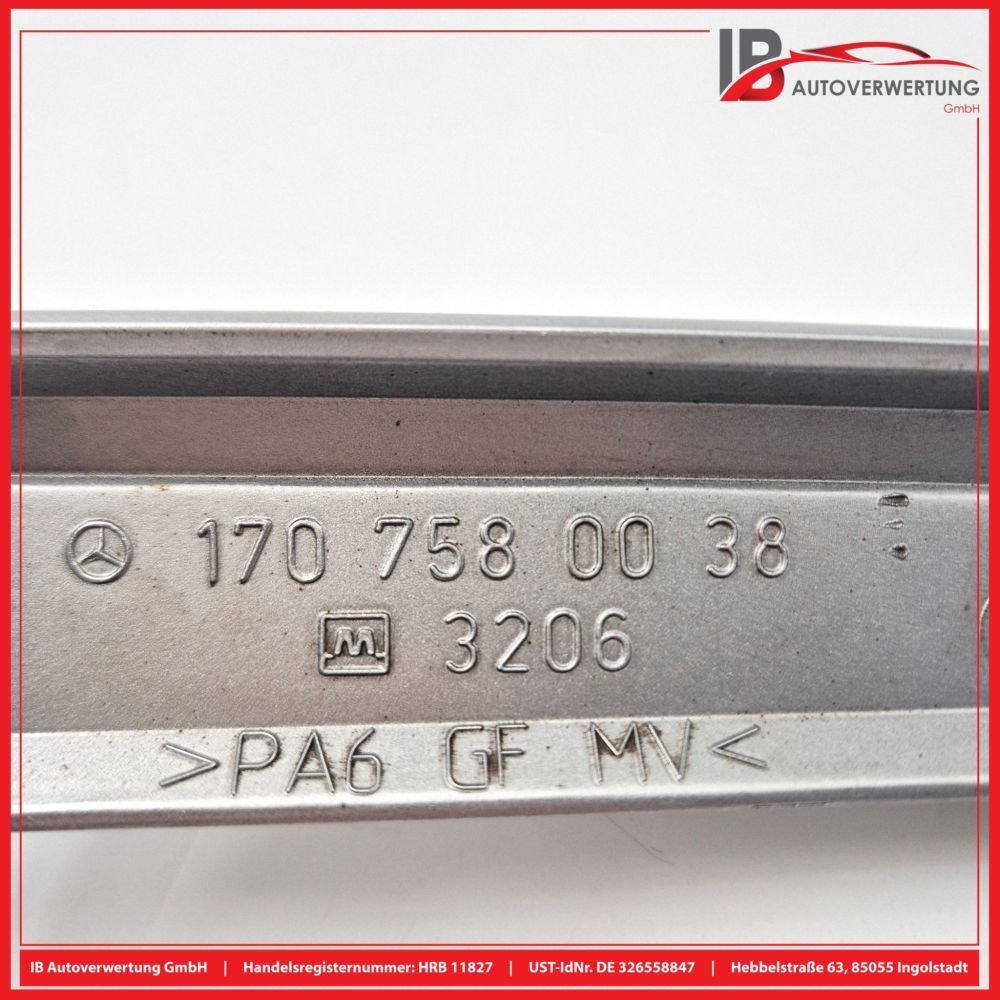 IB
AUTOVERWERTUNG
GmbH
170 758 00 38
M 3206
>PA6 GF MV<
IB Autoverwertung GmbH | Handelsregisternummer: HRB 11827 | UST-IdNr. DE 326558847 | Hebbelstraße 63, 85055 Ingolstadt